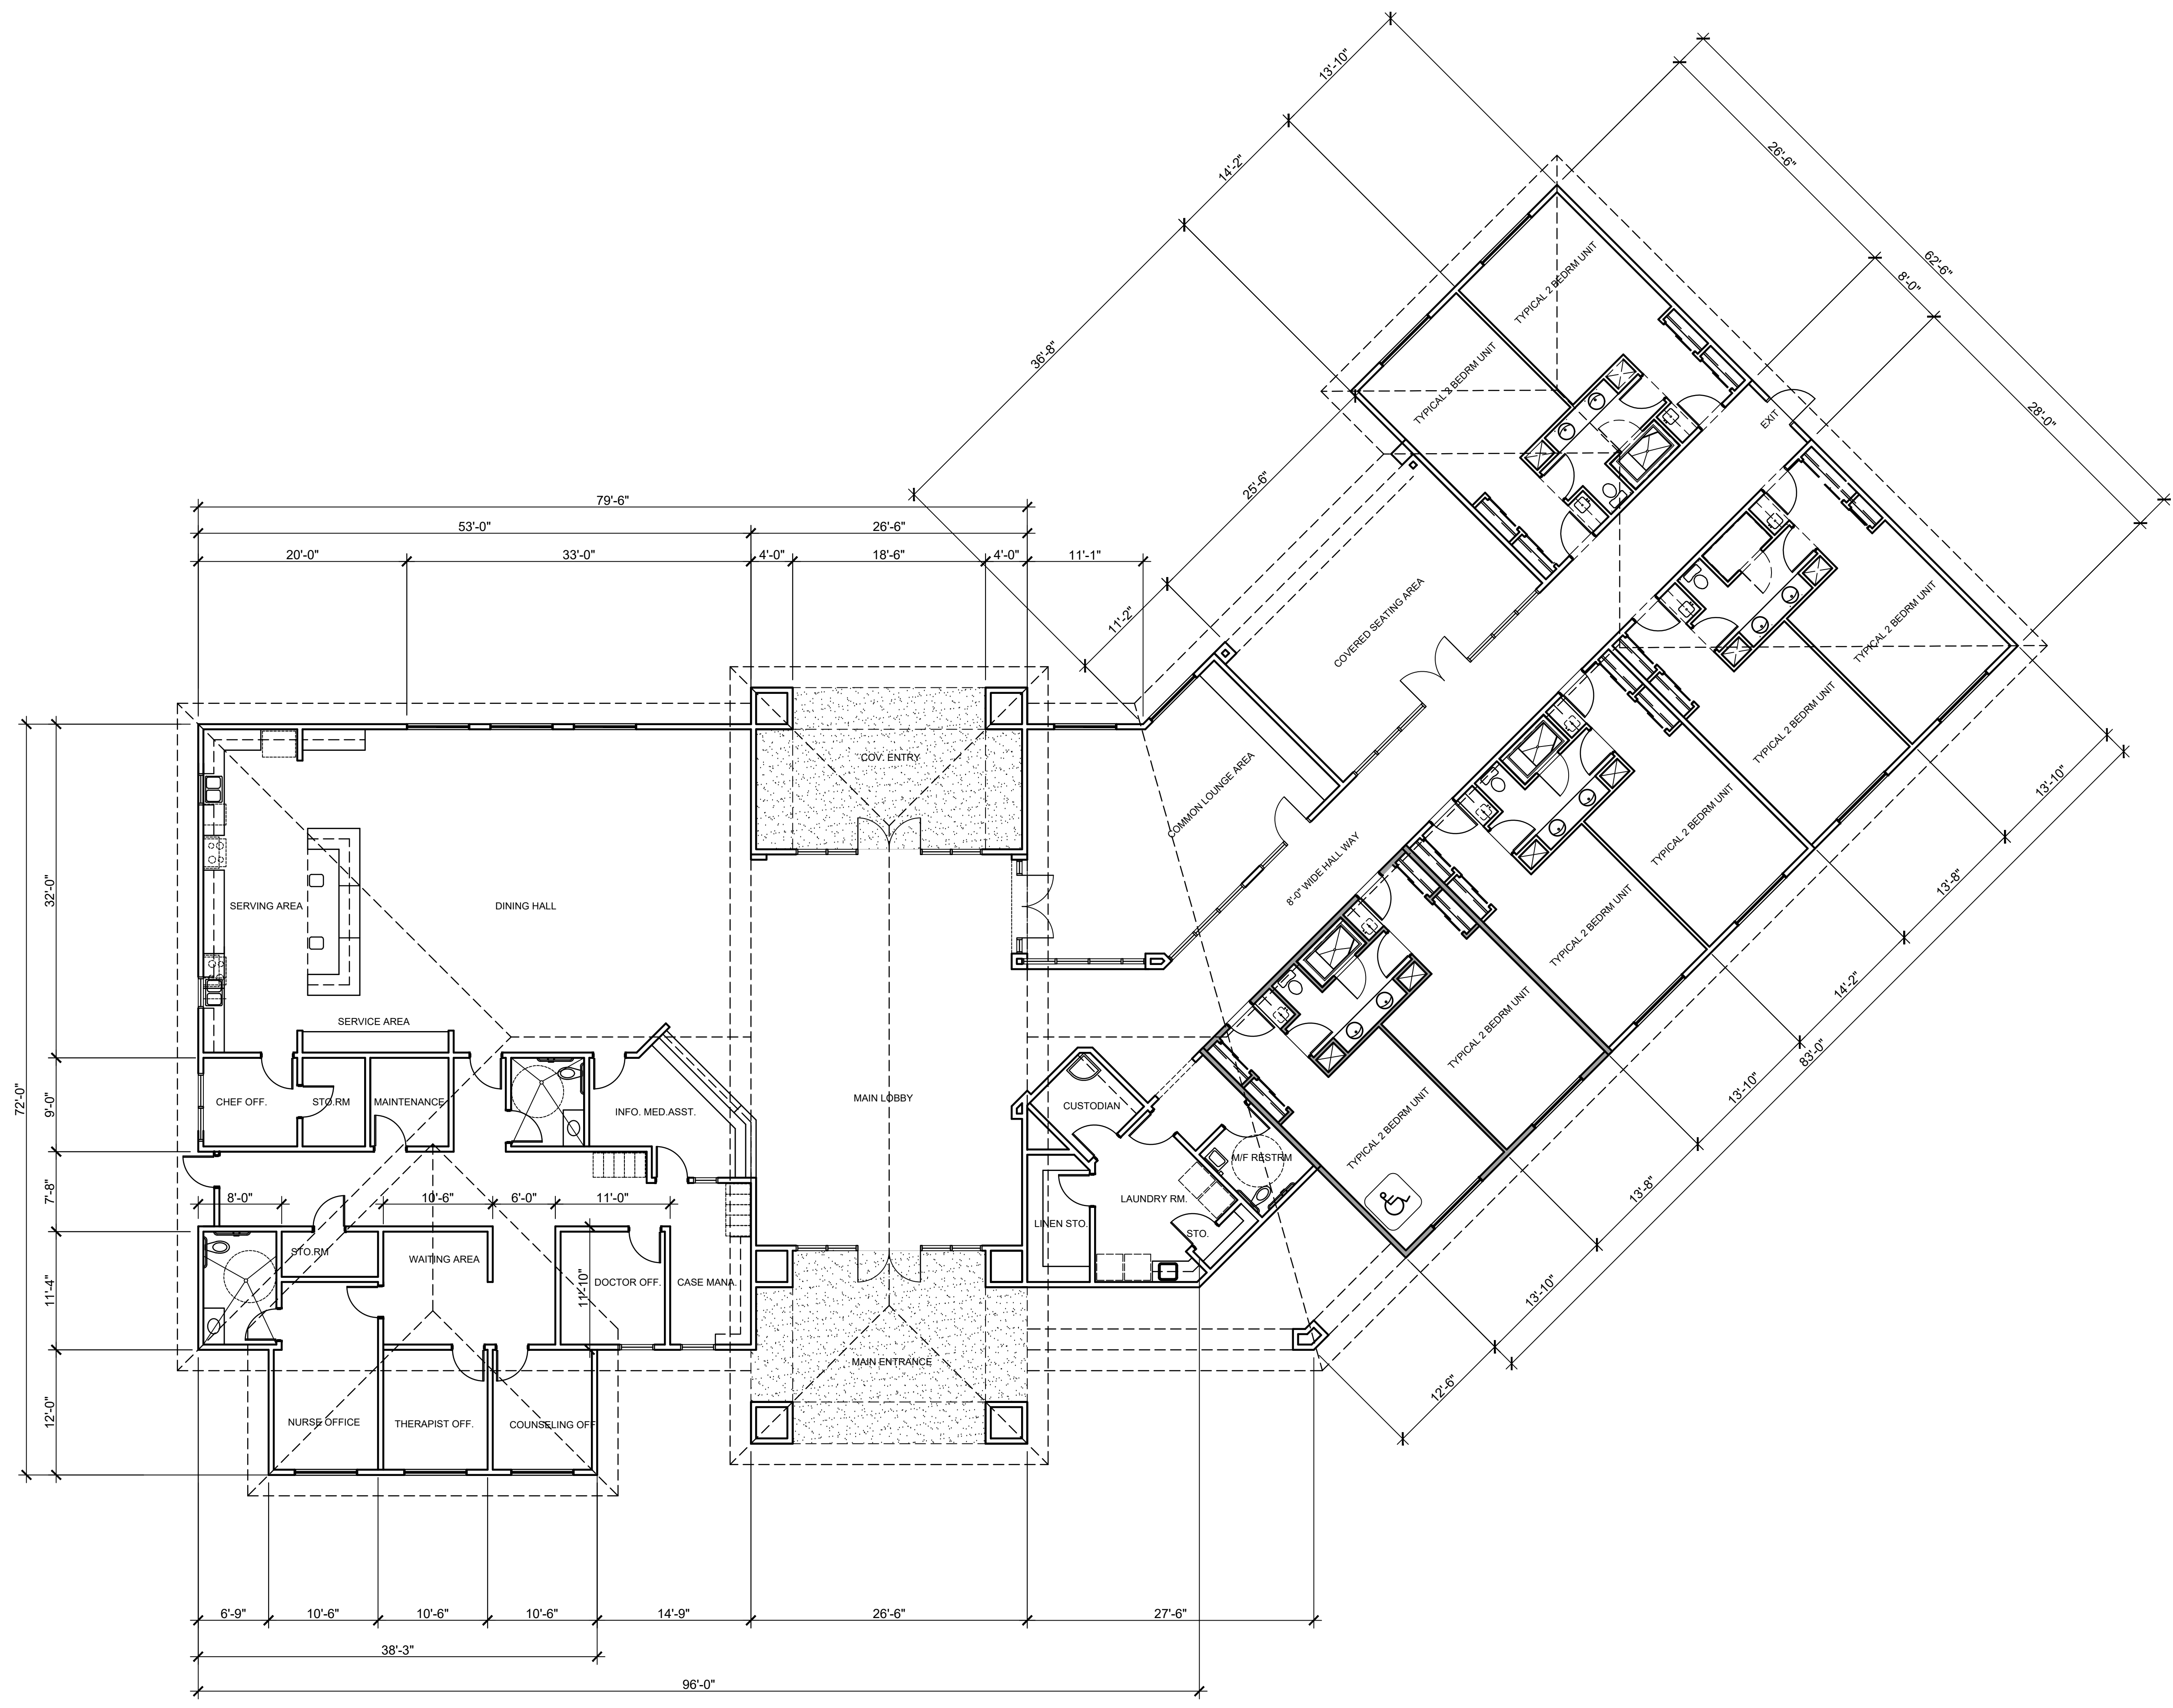 13'-10"
14'-2"
26'-6"
62'-6"
8'-0"
28'-0"
36'-8"
25'-6"
11'-2"
TYPICAL 2 BEDRM UNIT
TYPICAL 2 BEDRM UNIT
EXIT
79'-6"
53'-0"
26'-6"
20'-0"
33'-0"
4'-0"
18'-6"
4'-0"
11'-1"
COVERED SEATING AREA
TYPICAL 2 BEDRM UNIT
TYPICAL 2 BEDRM UNIT
TYPICAL 2 BEDRM UNIT
TYPICAL 2 BEDRM UNIT
TYPICAL 2 BEDRM UNIT
TYPICAL 2 BEDRM UNIT
COV. ENTRY
COMMON LOUNGE AREA
8'-0" WIDE HALL WAY
13'-10"
13'-8"
14'-2"
83'-0"
13'-10"
13'-8"
13'-10"
12'-6"
72'-0"
32'-0"
9'-0"
7'-8"
11'-4"
12'-0"
SERVING AREA
DINING HALL
SERVICE AREA
CHEF OFF.
STO.RM
MAINTENANCE
INFO. MED.ASST.
MAIN LOBBY
CUSTODIAN
M/F RESTRM
LAUNDRY RM.
LINEN STO.
STO.
8'-0"
10'-6"
6'-0"
11'-0"
STO.RM
WAITING AREA
11'-10"
DOCTOR OFF.
CASE MANA.
MAIN ENTRANCE
NURSE OFFICE
THERAPIST OFF.
COUNSELING OFF
6'-9"
10'-6"
10'-6"
10'-6"
14'-9"
26'-6"
27'-6"
38'-3"
96'-0"